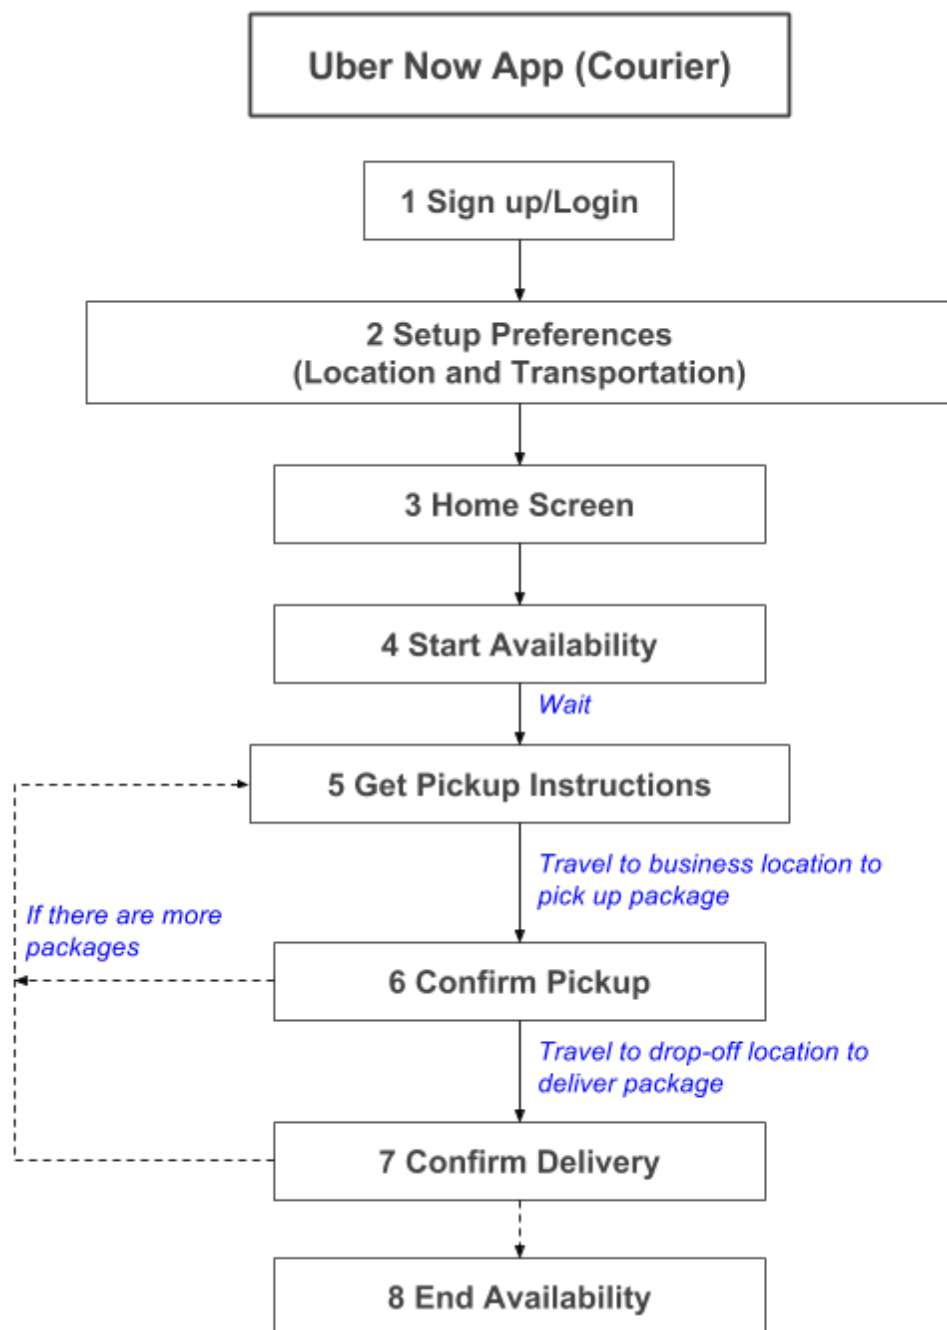 Uber Now App (Courier)
1 Sign up/Login
2 Setup Preferences
(Location and Transportation)
3 Home Screen
4 Start Availability
Wait
5 Get Pickup Instructions
Travel to business location to
pick up package
If there are more
packages
6 Confirm Pickup
Travel to drop-off location to
deliver package
7 Confirm Delivery
8 End Availability